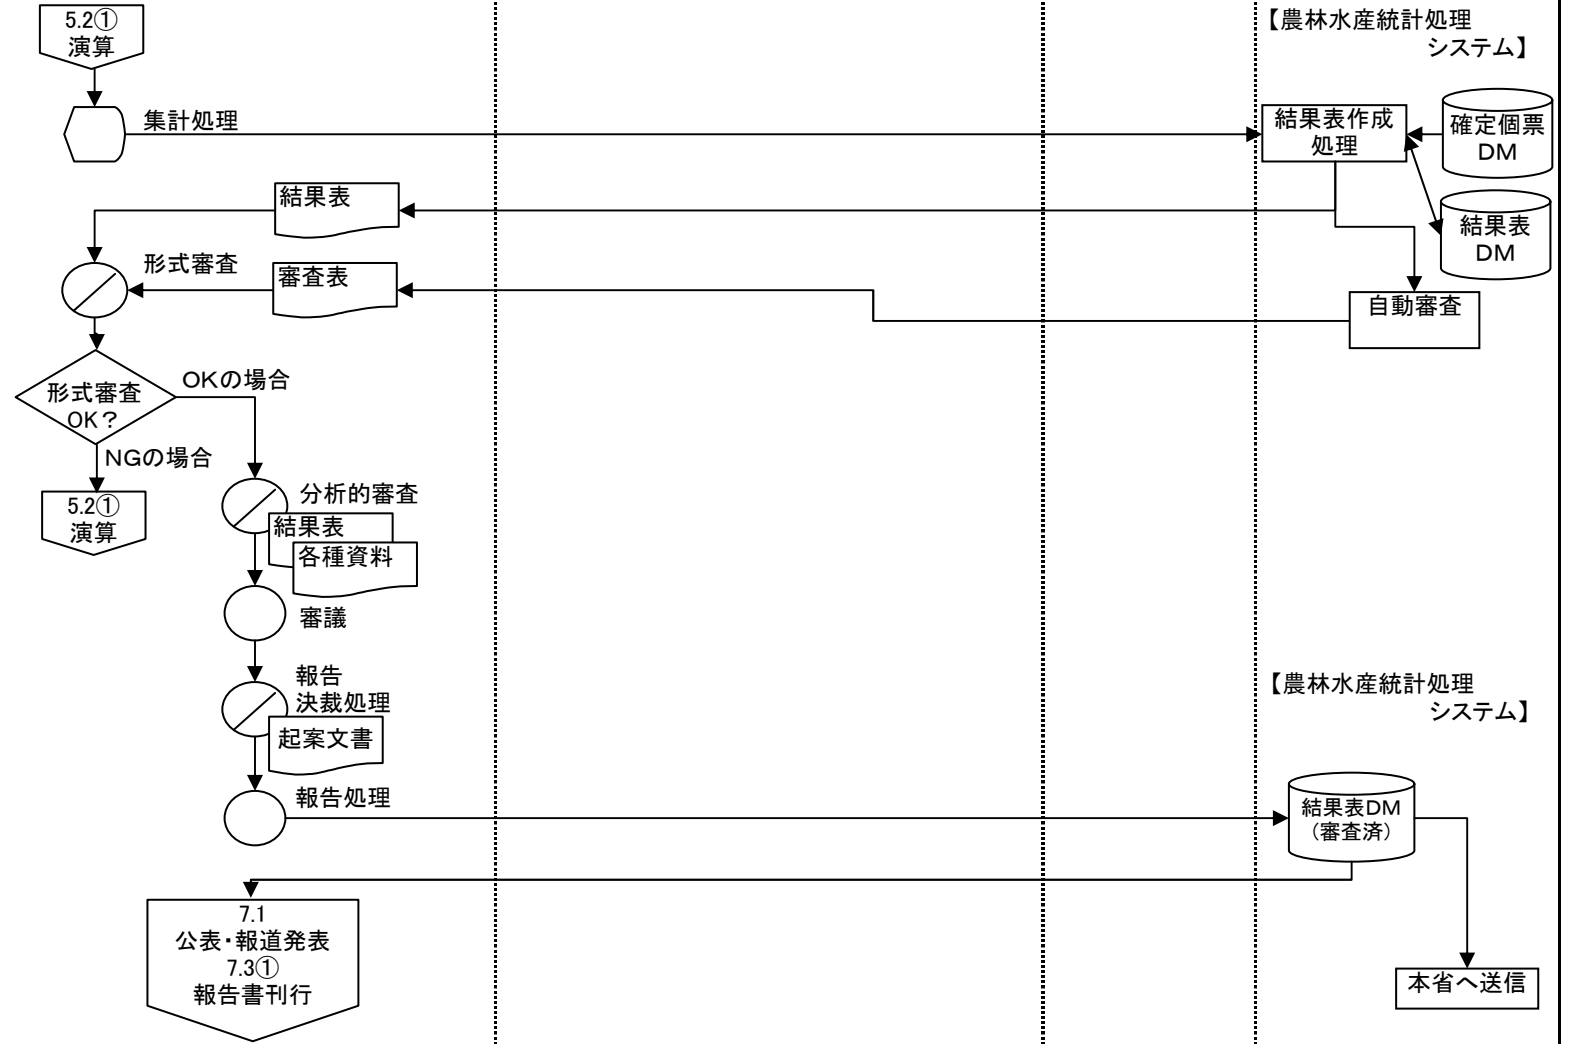 5.2①
演算
【農林水産統計処理
システム】
集計処理
結果表作成
処理
確定個票
DM
結果表
結果表
DM
形式審査
審査表
自動審査
形式審査
OK？
OKの場合
NGの場合
5.2①
演算
分析的審査
結果表
各種資料
審議
報告
決裁処理
起案文書
【農林水産統計処理
システム】
報告処理
結果表DM
（審査済）
7.1
公表・報道発表
7.3①
報告書刊行
本省へ送信